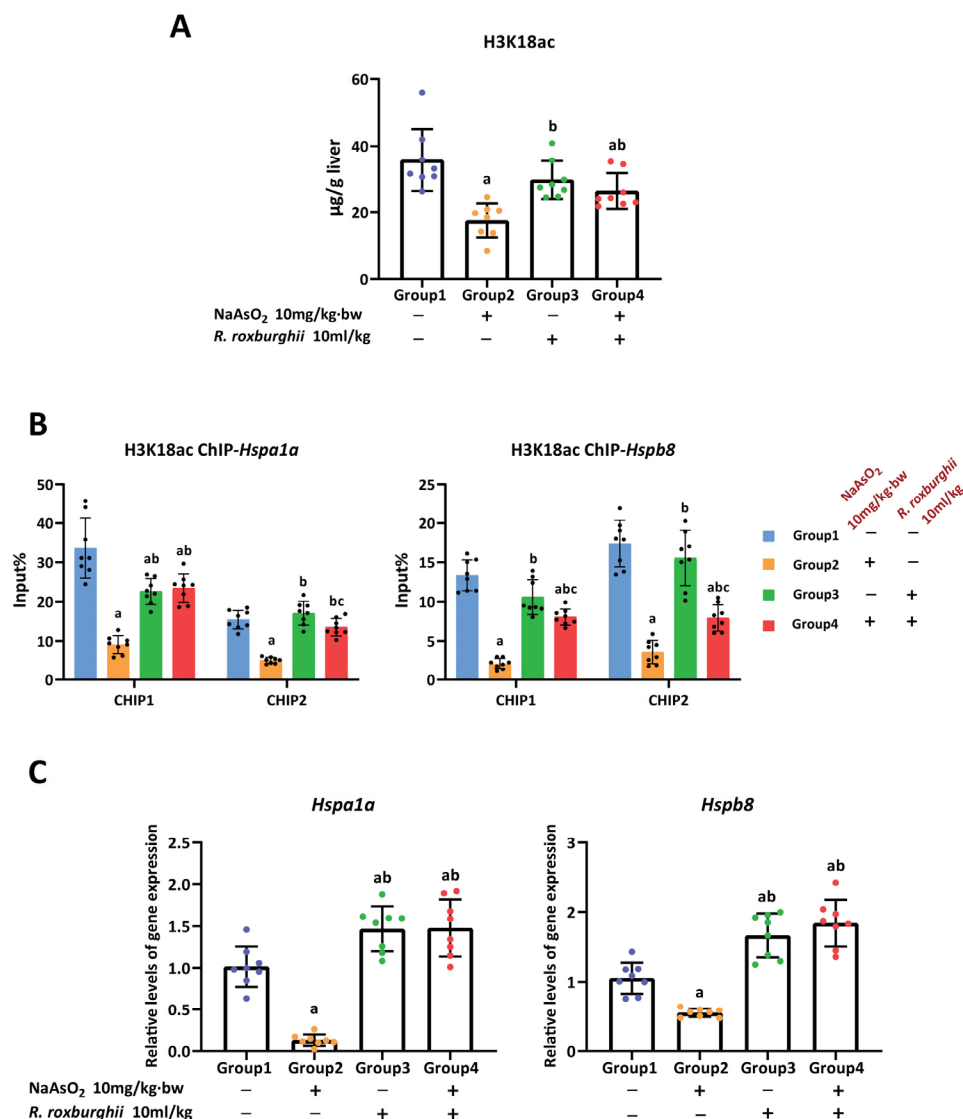 A
H3K18ac
µg/g liver
60
40
20
0
a
b
ab
Group1 Group2 Group3 Group4
NaAsO2 10mg/kg·bw – + – +
R. roxburghii 10ml/kg – – + +
B
H3K18ac ChIP-Hspa1a
Input%
50
40
30
20
10
0
a
ab
ab
a
b
bc
CHIP1 CHIP2
H3K18ac ChIP-Hspb8
Input%
25
20
15
10
5
0
a
b
abc
a
b
abc
CHIP1 CHIP2
NaAsO2
10mg/kg·bw
R. roxburghii
10ml/kg
Group1 – –
Group2 + –
Group3 – +
Group4 + +
C
Hspa1a
Relative levels of gene expression
2.5
2.0
1.5
1.0
0.5
0.0
a
ab
ab
Group1 Group2 Group3 Group4
Hspb8
Relative levels of gene expression
3
2
1
0
a
ab
ab
Group1 Group2 Group3 Group4
NaAsO2 10mg/kg·bw – + – + – + – +
R. roxburghii 10ml/kg – – + + – – + +